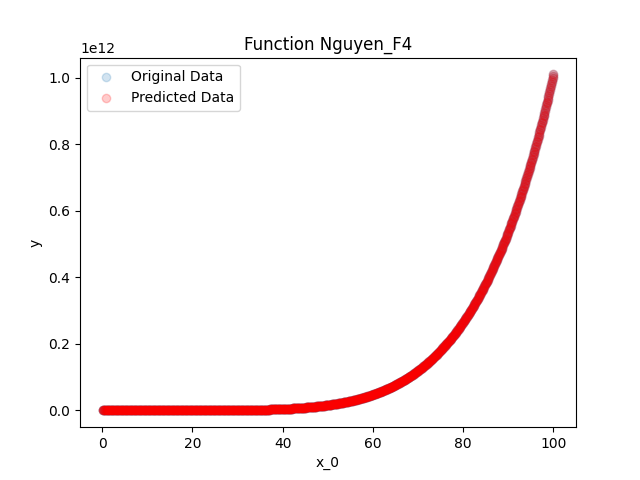 Function Nguyen_F4
1e12
Original Data
Predicted Data
1.0
0.8
0.6
0.4
0.2
0.0
y
0 20 40 60 80 100
x_0